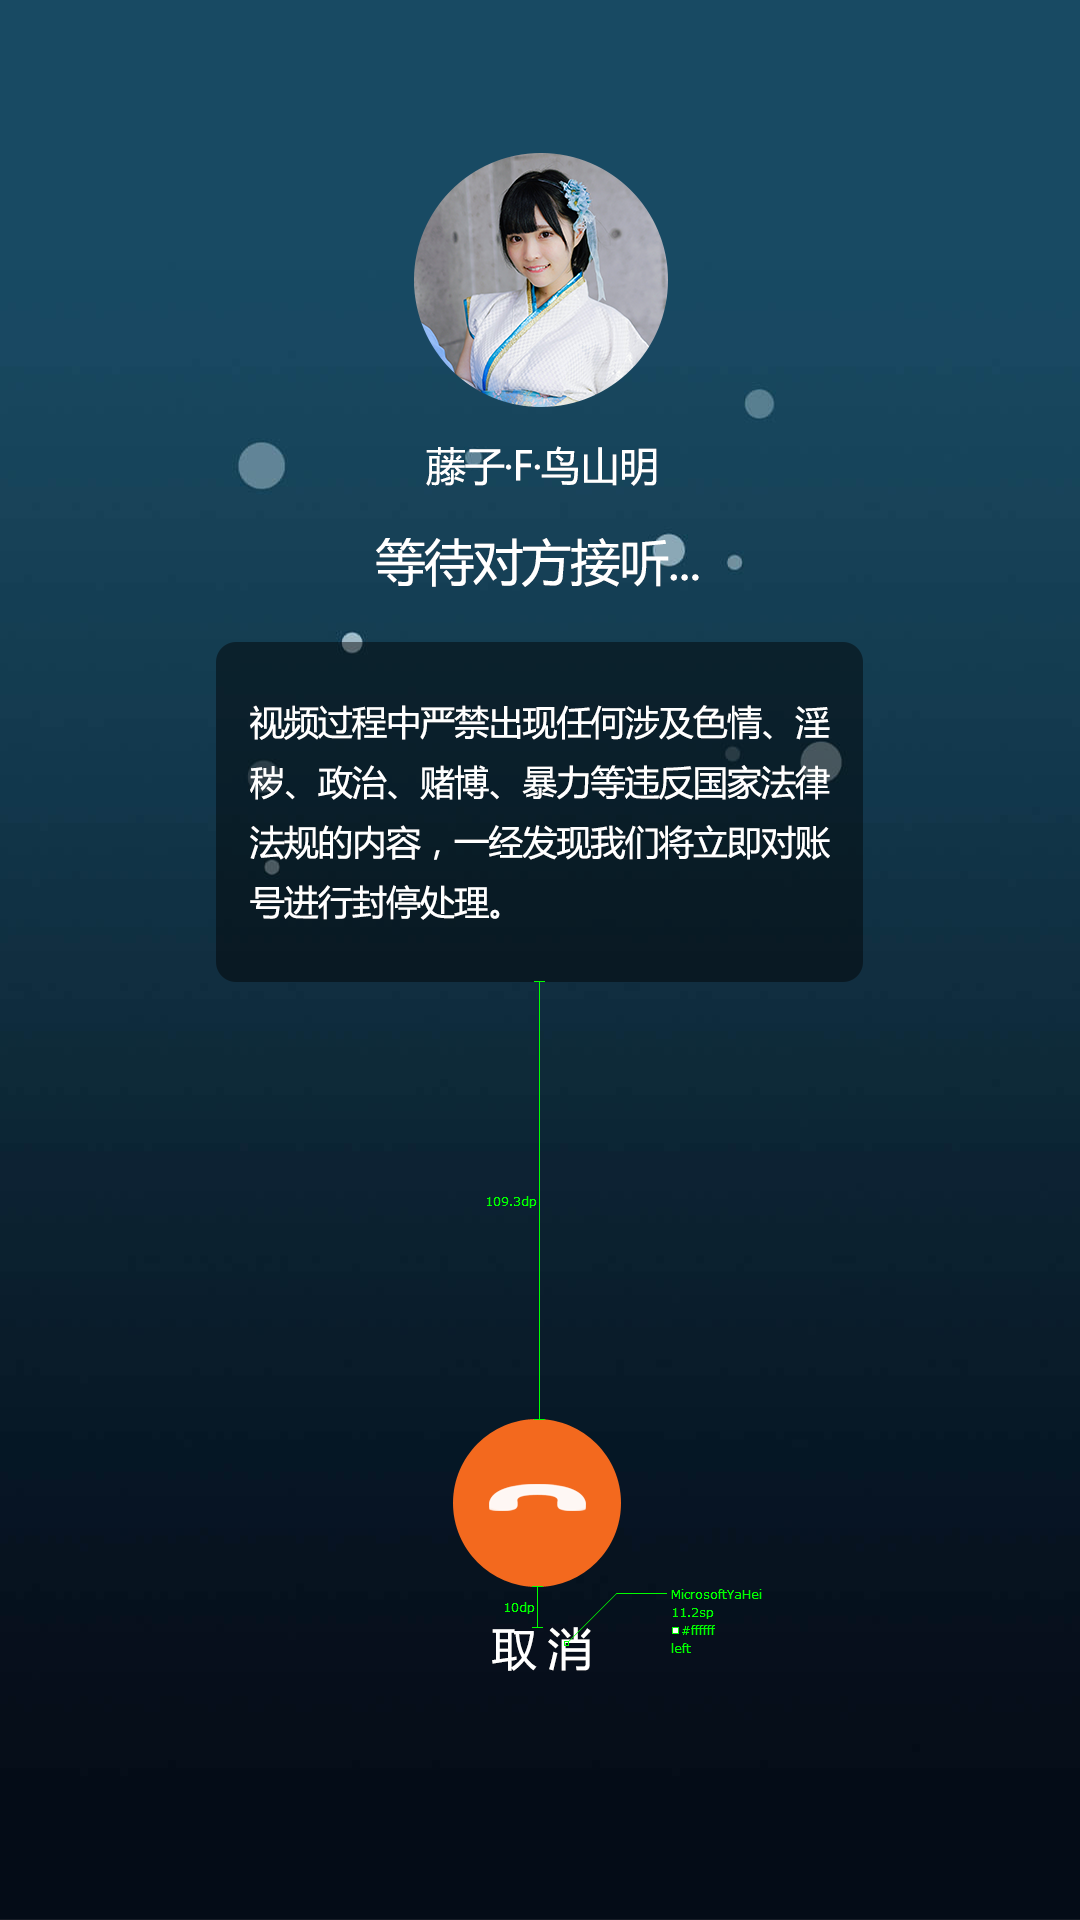 藤子·F·鸟山明
等待对方接听...
视频过程中严禁出现任何涉及色情、淫
秽、政治、赌博、暴力等违反国家法律
法规的内容，一经发现我们将立即对账
号进行封停处理。
109.3dp
10dp
取 消
MicrosoftYaHei
11.2sp
#ffffff
left